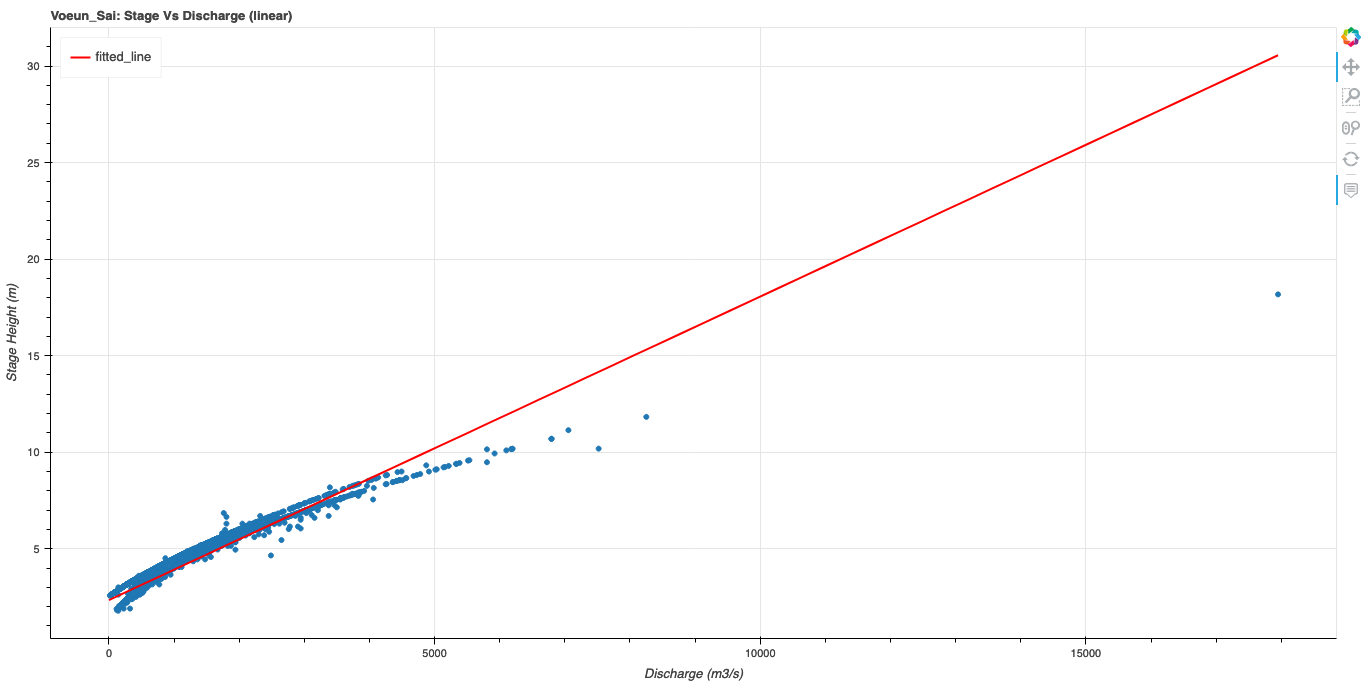 Voeun_Sai: Stage Vs Discharge (linear)
fitted_line
30
25
20
15
10
5
Stage Height (m)
0
5000
10000
15000
Discharge (m3/s)